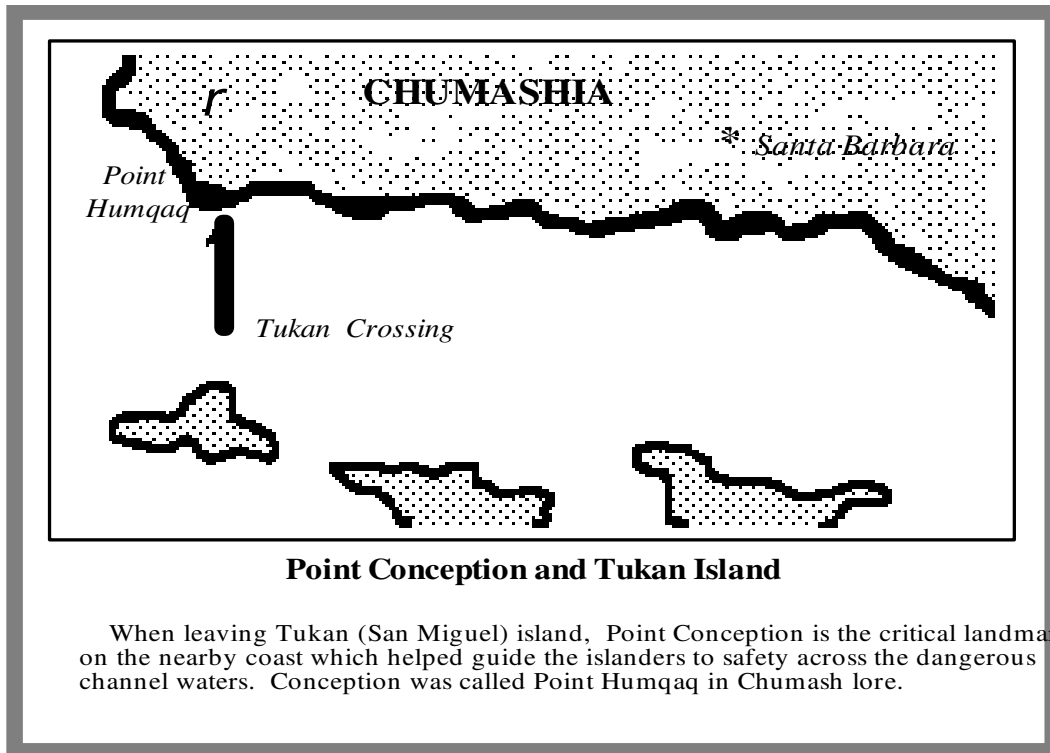 r
CHUMASHIA
* Santa Barbara
Point
Humqaq
Tukan Crossing
Point Conception and Tukan Island
When leaving Tukan (San Miguel) island, Point Conception is the critical
on the nearby coast which helped guide the islanders to safety across the dangerous
channel waters. Conception was called Point Humqaq in Chumash lore.